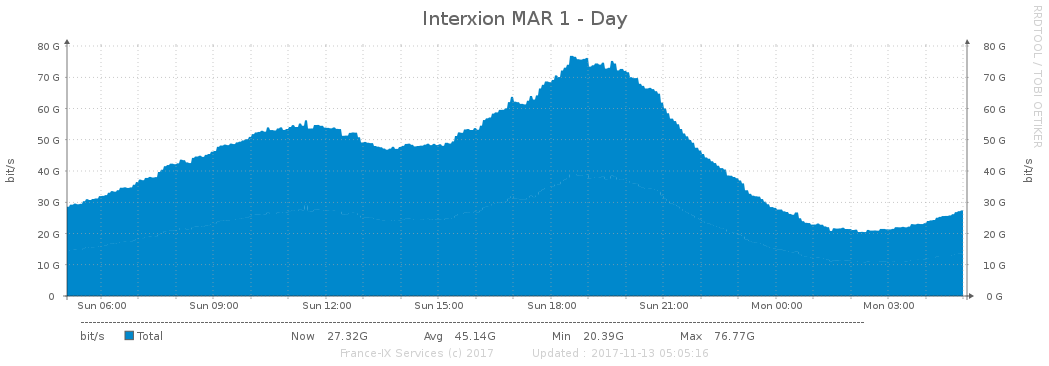 Interxion MAR 1 - Day
RRDTOOL / TOBI OETIKER
80 G 80 G
70 G 70 G
60 G 60 G
50 G 50 G
40 G 40 G
30 G 30 G
20 G 20 G
10 G 10 G
0 0 G
bit/s
bit/s
Sun 06:00 Sun 09:00 Sun 12:00 Sun 15:00 Sun 18:00 Sun 21:00 Mon 00:00 Mon 03:00
bit/s Total Now 27.32G Avg 45.14G Min 20.39G Max 76.77G
France-IX Services (c) 2017 Updated : 2017-11-13 05:05:16